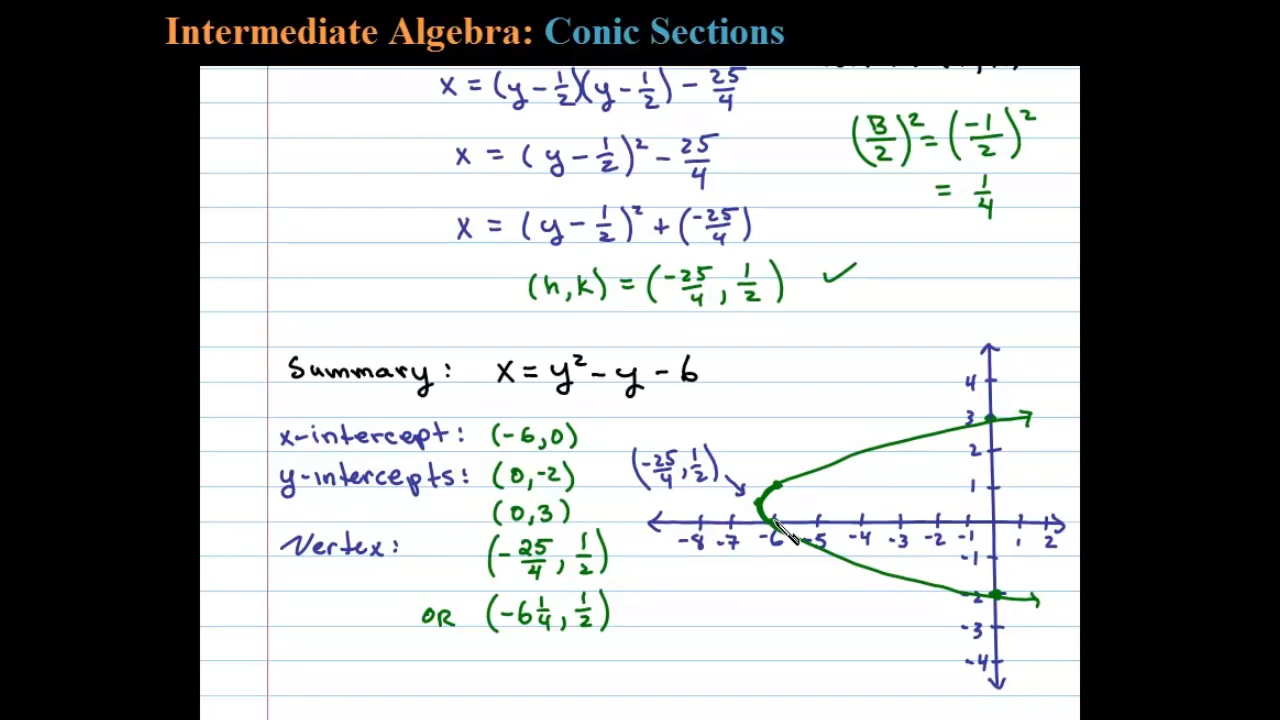 Intermediate Algebra: Conic Sections
x = (y - 1/2)(y - 1/2) - 25/4
x = (y - 1/2)² - 25/4
x = (y - 1/2)² + (-25/4)
(h, k) = (-25/4, 1/2) ✓
(B/2)² = (-1/2)²
= 1/4
Summary: x = y² - y - 6
x-intercept: (-6, 0)
y-intercepts: (0, -2)
(0, 3)
Vertex: (-25/4, 1/2)
OR (-6 1/4, 1/2)
(-25/4, 1/2)
4
3
2
1
-8 -7 -6 -5 -4 -3 -2 -1 1 2
-1
-2
-3
-4